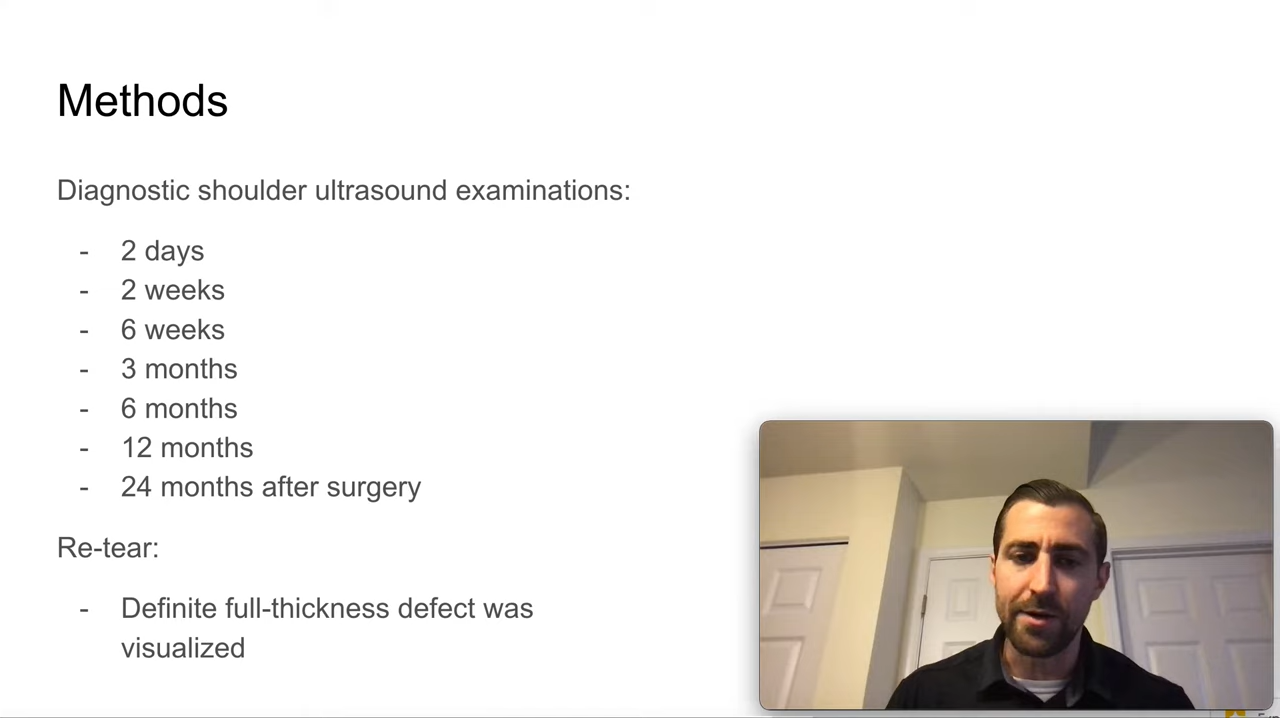 Methods
Diagnostic shoulder ultrasound examinations:
- 2 days
- 2 weeks
- 6 weeks
- 3 months
- 6 months
- 12 months
- 24 months after surgery
Re-tear:
- Definite full-thickness defect was
visualized